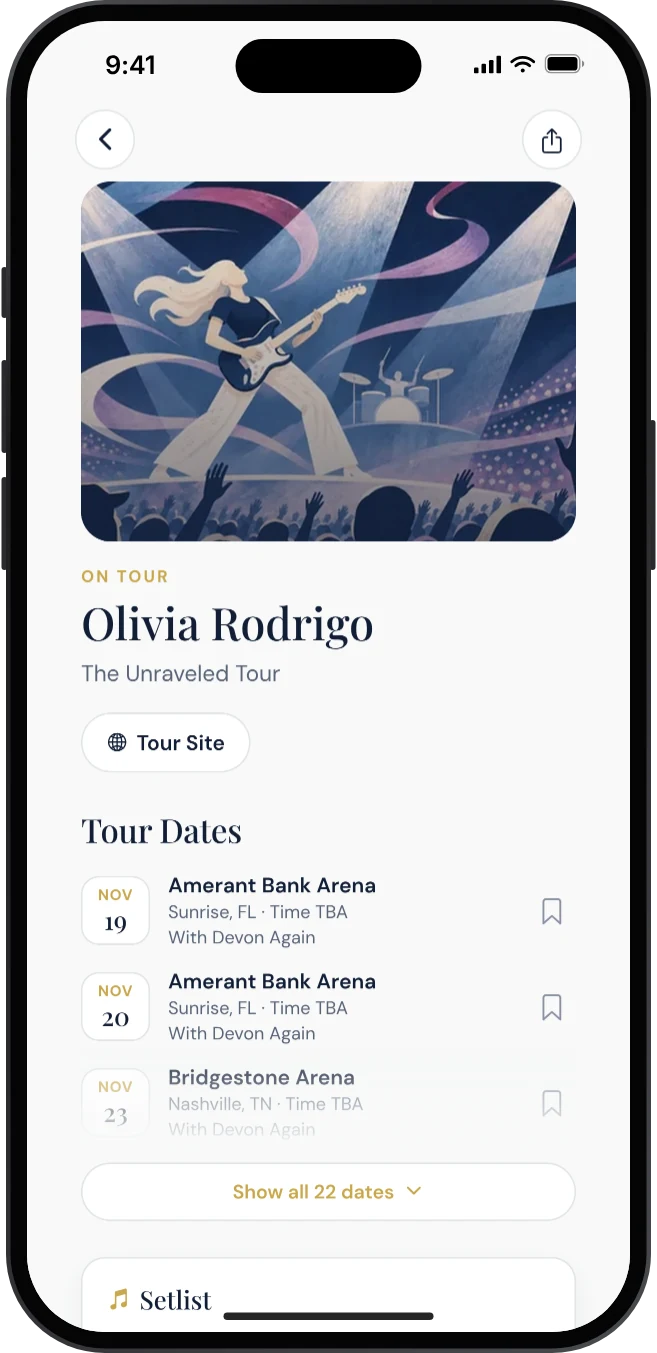 9:41
ON TOUR
Olivia Rodrigo
The Unraveled Tour
Tour Site
Tour Dates
NOV
19
Amerant Bank Arena
Sunrise, FL · Time TBA
With Devon Again
NOV
20
Amerant Bank Arena
Sunrise, FL · Time TBA
With Devon Again
NOV
23
Bridgestone Arena
Nashville, TN · Time TBA
With Devon Again
Show all 22 dates
Setlist